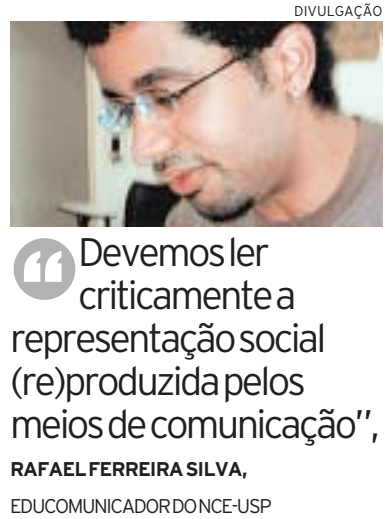 DIVULGAÇÃO
“ Devemos ler
criticamente a
representação social
(re)produzida pelos
meios de comunicação”,
RAFAEL FERREIRA SILVA,
EDUCOMUNICADOR DO NCE-USP